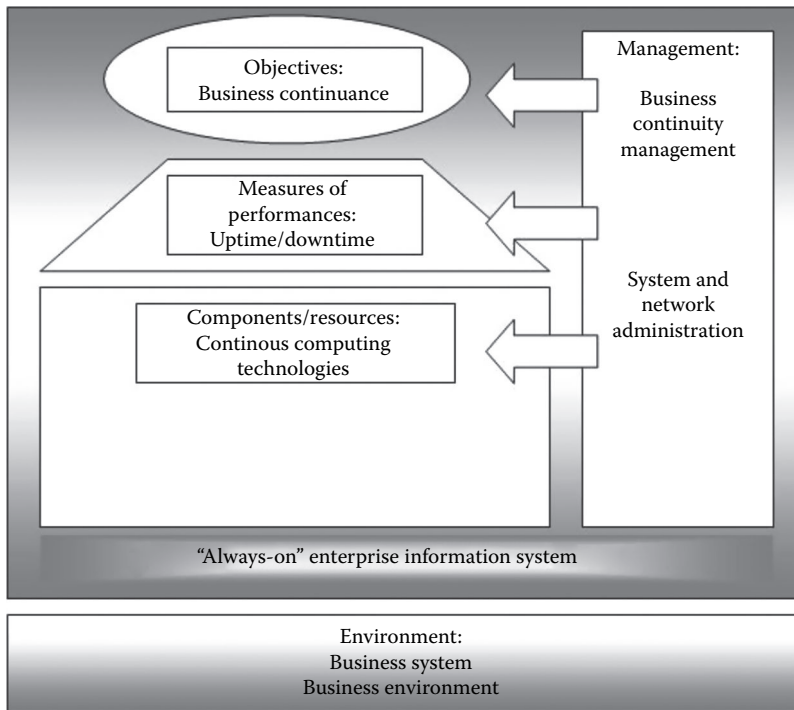 Objectives:
Business continuance
Measures of
performances:
Uptime/downtime
Components/resources:
Continous computing
technologies
Management:
Business
continuity
management
System and
network
administration
“Always-on” enterprise information system
Environment:
Business system
Business environment